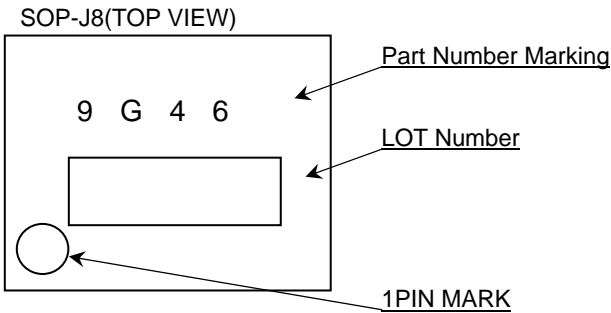 SOP-J8(TOP VIEW)
Part Number Marking
9 G 4 6
LOT Number
1PIN MARK